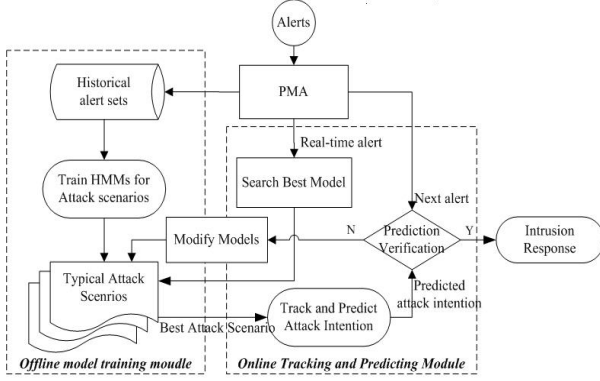 Alerts
Historical
alert sets
PMA
Real-time alert
Train HMMs for
Attack scenarios
Search Best Model
Next alert
Modify Models
N
Prediction
Verification
Y
Intrusion
Response
Typical Attack
Scenrios
Predicted
attack intention
Best Attack Scenario
Track and Predict
Attack Intention
Offline model training moudle
Online Tracking and Predicting Module